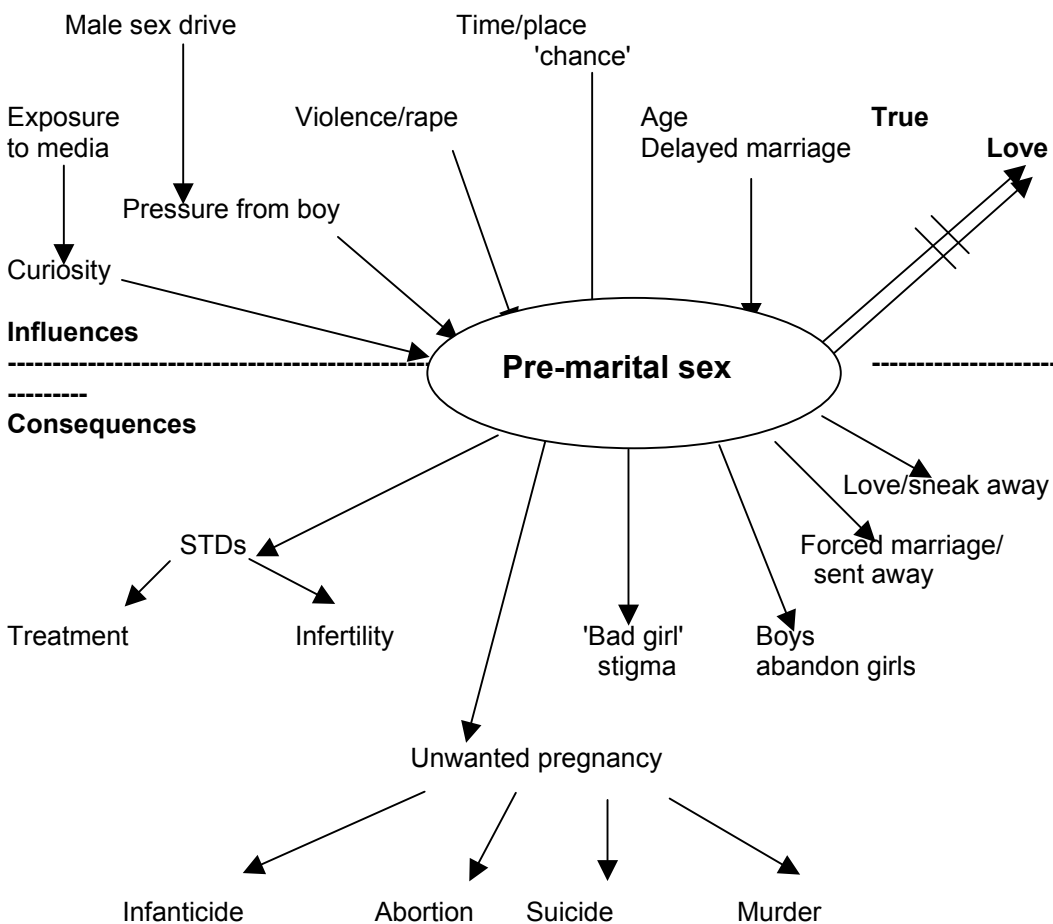 Male sex drive
Time/place
'chance'
Exposure
to media
Violence/rape
Age
Delayed marriage
True
Love
Pressure from boy
Curiosity
Influences
Pre-marital sex
---------------------------------------------- -------------------
---------
Consequences
Love/sneak away
STDs
Forced marriage/
sent away
Treatment
Infertility
'Bad girl'
stigma
Boys
abandon girls
Unwanted pregnancy
Infanticide
Abortion
Suicide
Murder